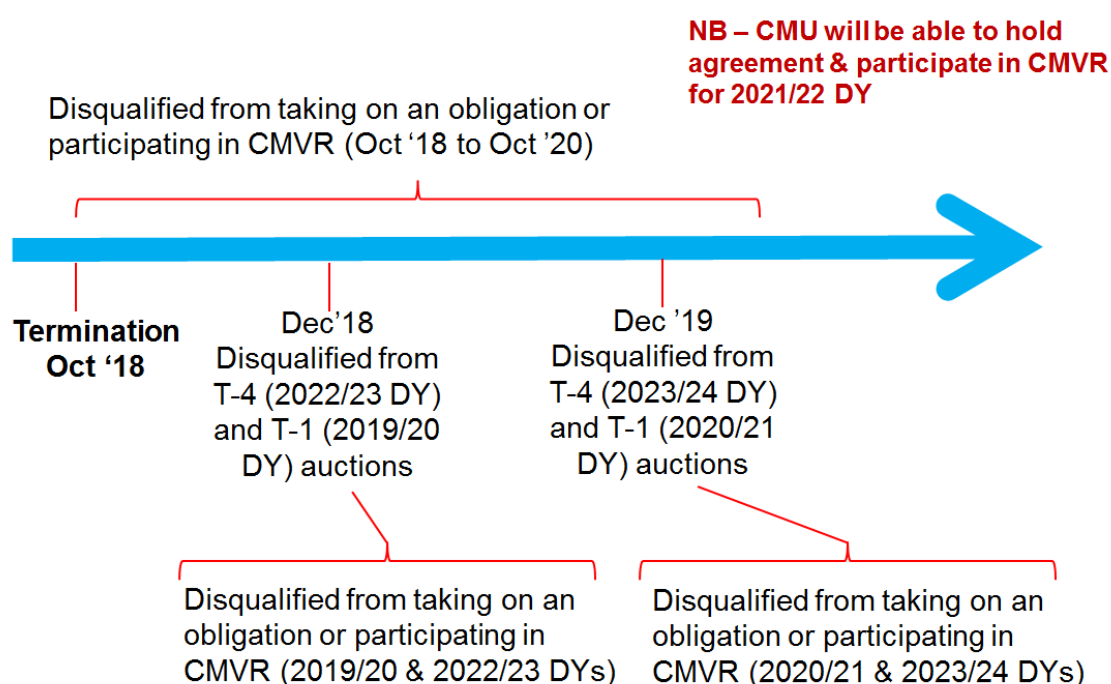 NB – CMU will be able to hold
agreement & participate in CMVR
for 2021/22 DY
Disqualified from taking on an obligation or
participating in CMVR (Oct ‘18 to Oct ’20)
Termination
Oct ‘18
Dec’18
Disqualified from
T-4 (2022/23 DY)
and T-1 (2019/20
DY) auctions
Dec ’19
Disqualified from
T-4 (2023/24 DY)
and T-1 (2020/21
DY) auctions
Disqualified from taking on an
obligation or participating in
CMVR (2019/20 & 2022/23 DYs)
Disqualified from taking on an
obligation or participating in
CMVR (2020/21 & 2023/24 DYs)